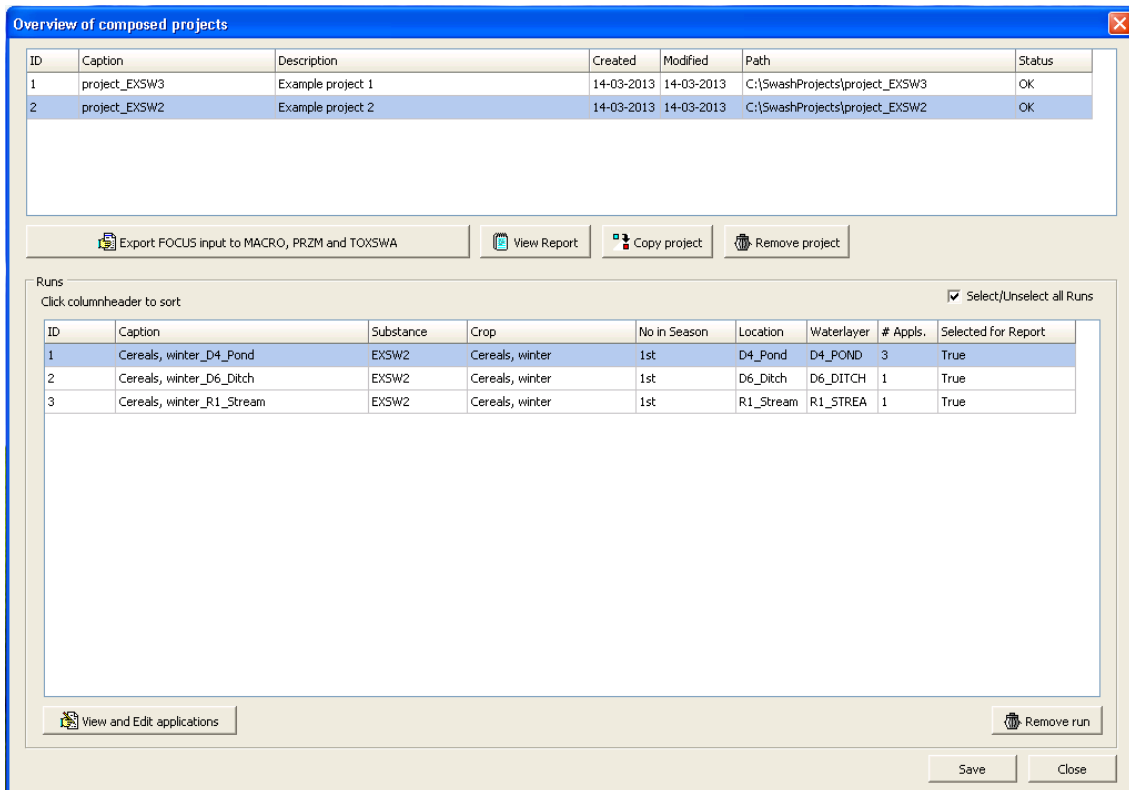 Overview of composed projects
ID Caption Description Created Modified Path Status
1 project_EXSW3 Example project 1 14-03-2013 14-03-2013 C:\SwashProjects\project_EXSW3 OK
2 project_EXSW2 Example project 2 14-03-2013 14-03-2013 C:\SwashProjects\project_EXSW2 OK
Export FOCUS input to MACRO, PRZM and TOXSWA View Report Copy project Remove project
Runs
Click columnheader to sort Select/Unselect all Runs
ID Caption Substance Crop No in Season Location Waterlayer # Appls. Selected for Report
1 Cereals, winter_D4_Pond EXSW2 Cereals, winter 1st D4_Pond D4_POND 3 True
2 Cereals, winter_D6_Ditch EXSW2 Cereals, winter 1st D6_Ditch D6_DITCH 1 True
3 Cereals, winter_R1_Stream EXSW2 Cereals, winter 1st R1_Stream R1_STREA 1 True
View and Edit applications Remove run
Save Close